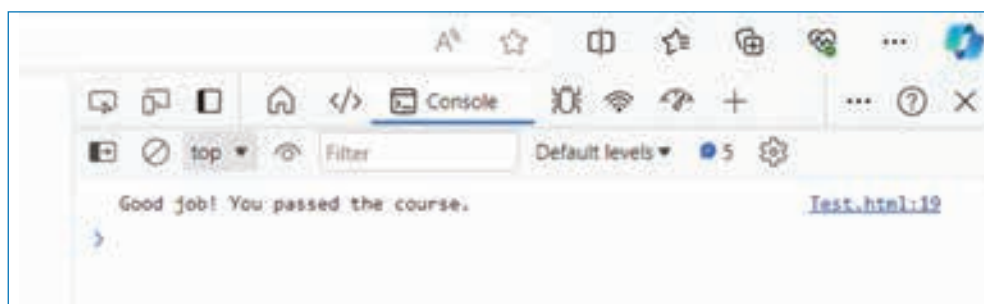 Console
top Filter Default levels 5
Good job! You passed the course. Test.html:19